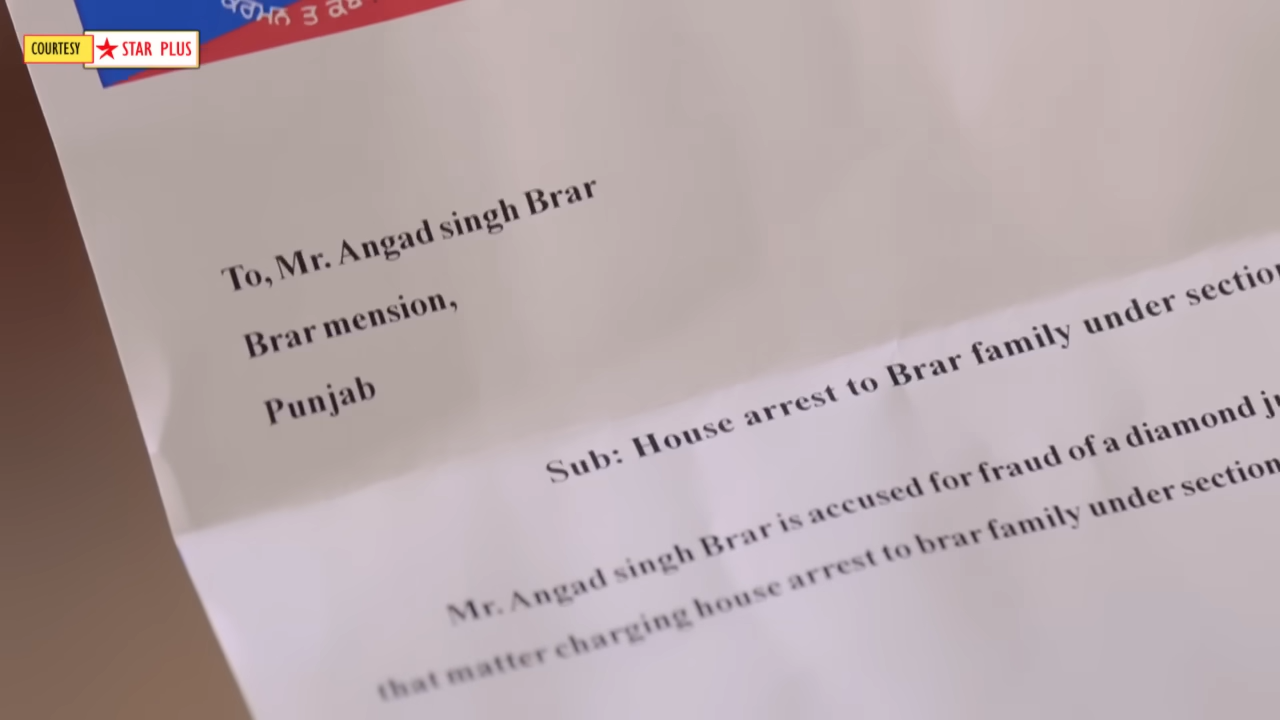 COURTESY STAR PLUS
To, Mr. Angad singh Brar
Brar mension,
Punjab
Sub: House arrest to Brar family under section
Mr. Angad singh Brar is accused for fraud of a diamond
that matter charging house arrest to brar family under section